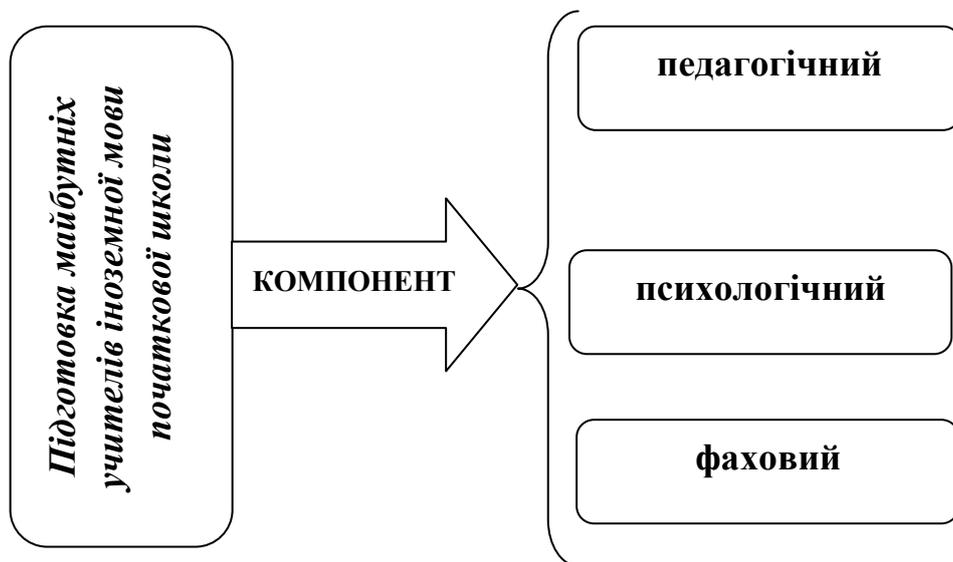 Підготовка майбутніх
учителів іноземної мови
початкової школи
КОМПОНЕНТ
педагогічний
психологічний
фаховий